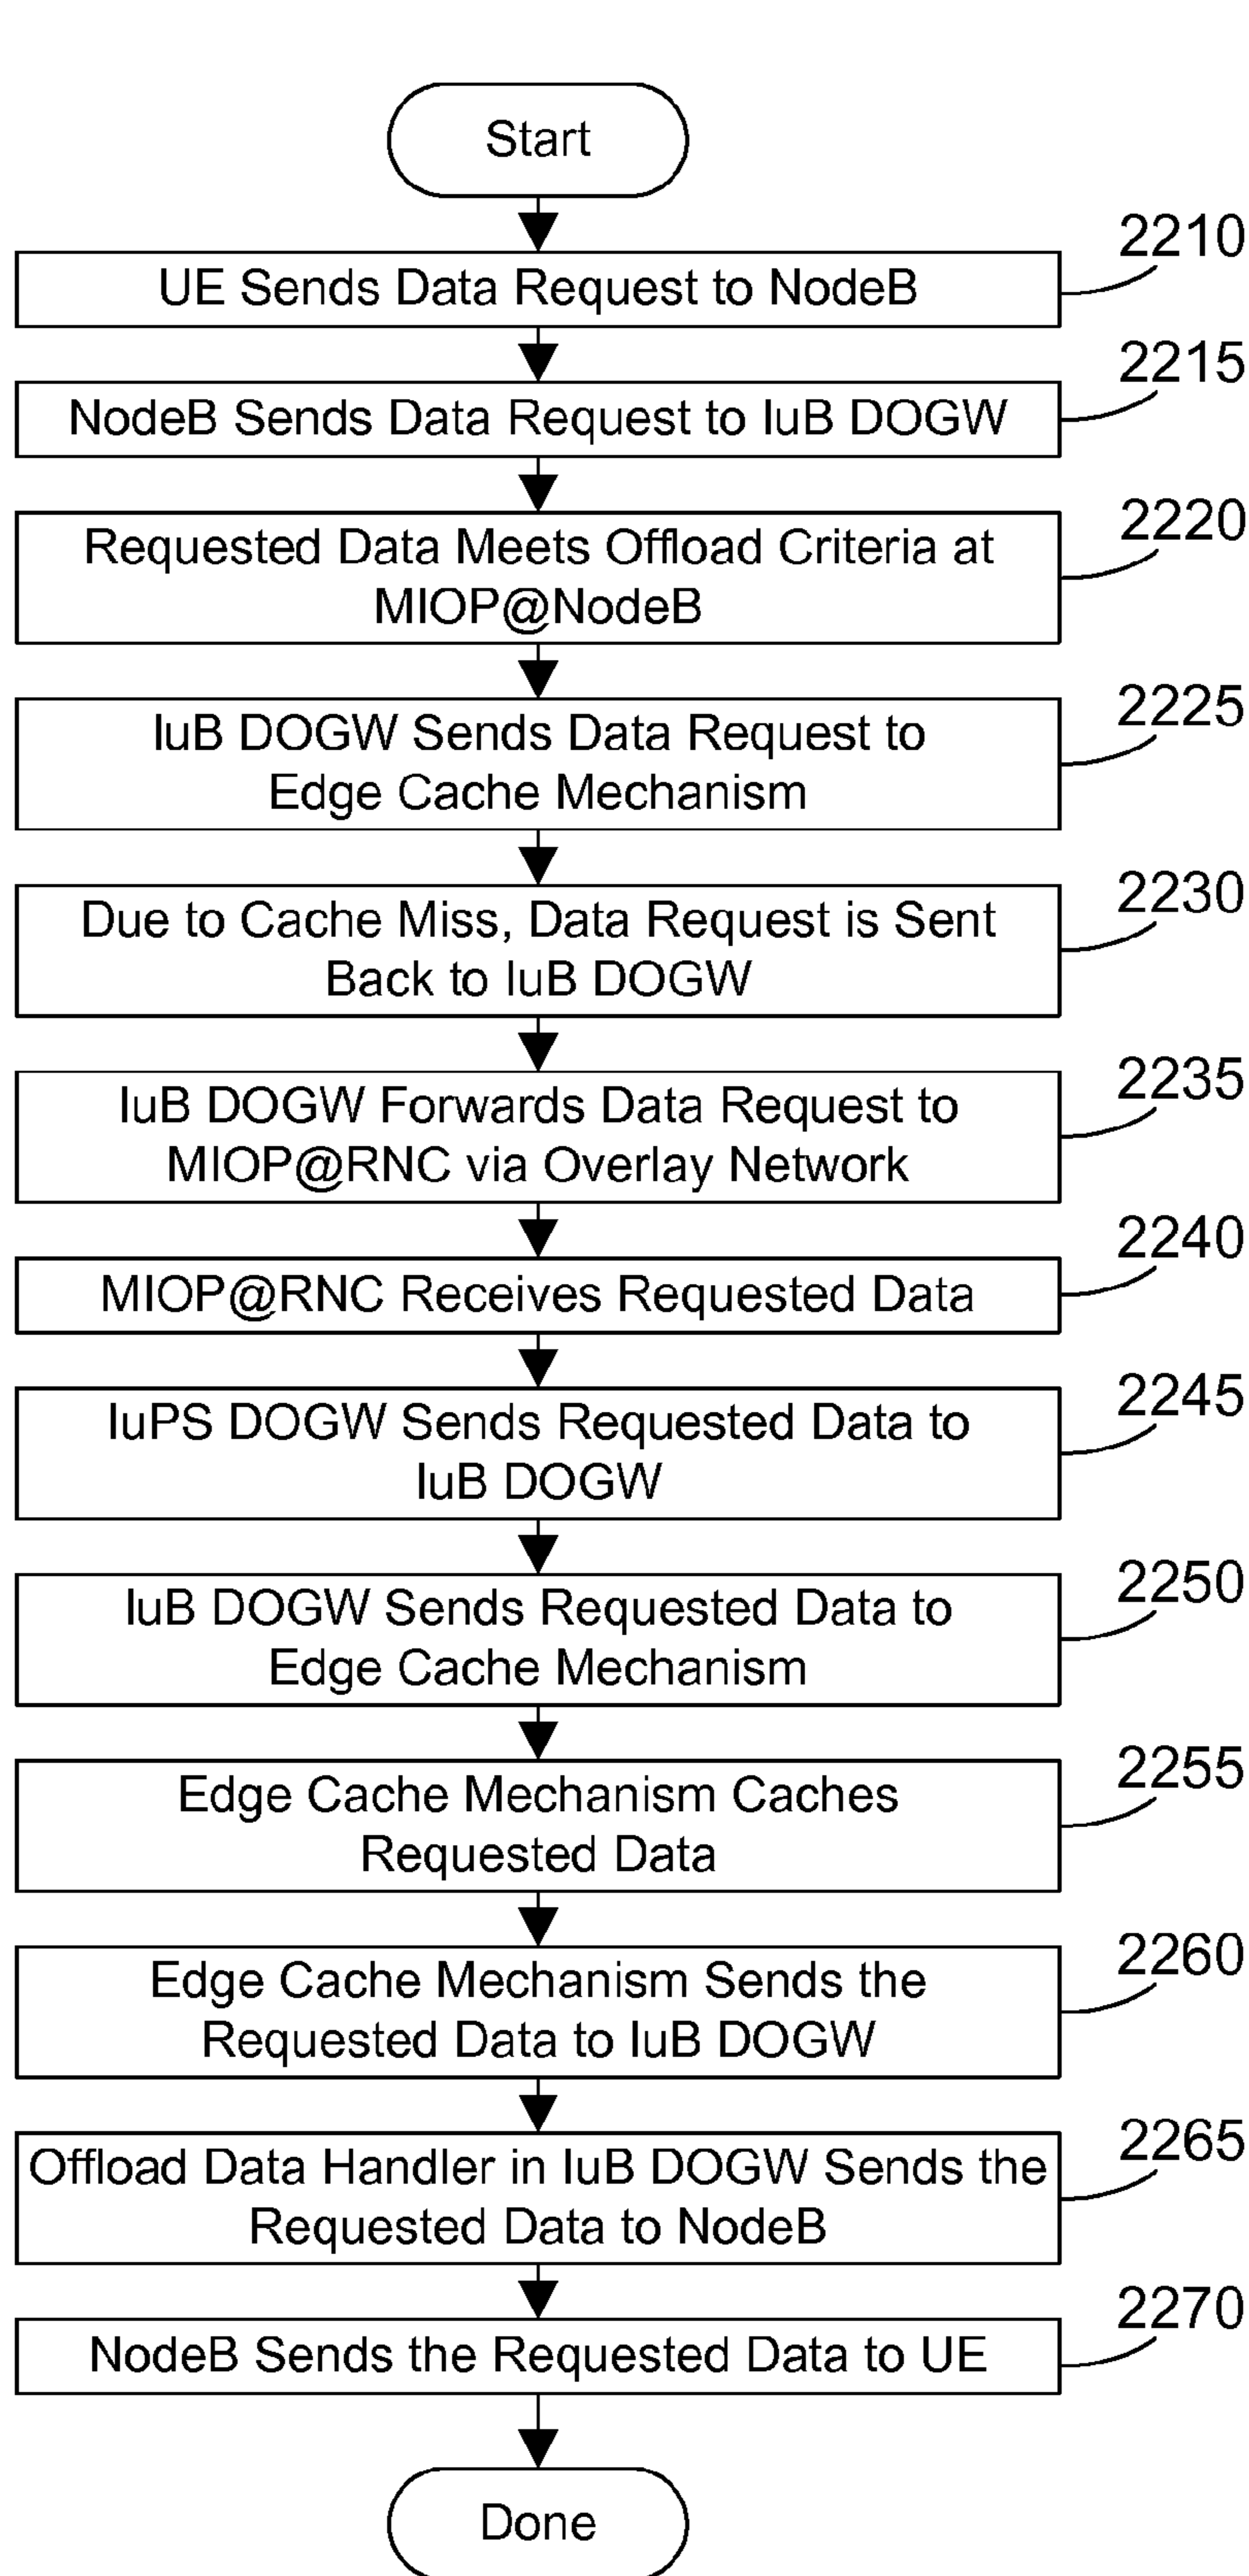 Start
2210
UE Sends Data Request to NodeB
2215
NodeB Sends Data Request to IuB DOGW
2220
Requested Data Meets Offload Criteria at
MIOP@NodeB
2225
IuB DOGW Sends Data Request to
Edge Cache Mechanism
2230
Due to Cache Miss, Data Request is Sent
Back to IuB DOGW
2235
IuB DOGW Forwards Data Request to
MIOP@RNC via Overlay Network
2240
MIOP@RNC Receives Requested Data
2245
IuPS DOGW Sends Requested Data to
IuB DOGW
2250
IuB DOGW Sends Requested Data to
Edge Cache Mechanism
2255
Edge Cache Mechanism Caches
Requested Data
2260
Edge Cache Mechanism Sends the
Requested Data to IuB DOGW
2265
Offload Data Handler in IuB DOGW Sends the
Requested Data to NodeB
2270
NodeB Sends the Requested Data to UE
Done